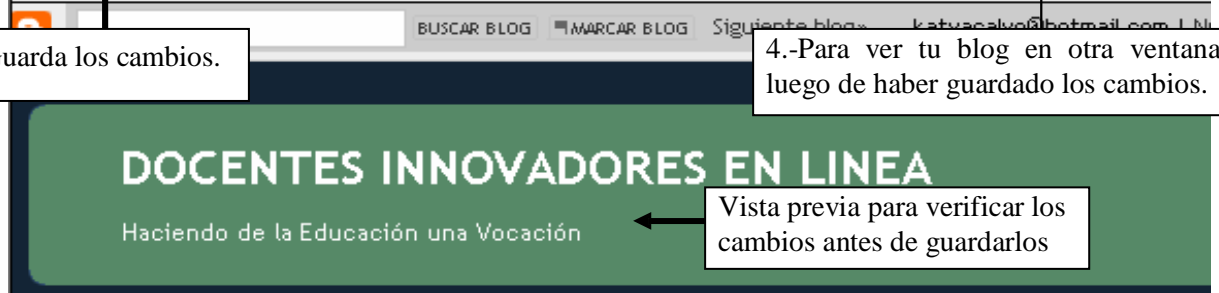 BUSCAR BLOG MARCAR BLOG Siguiente blog»
uarda los cambios.
4.-Para ver tu blog en otra ventana
luego de haber guardado los cambios.
DOCENTES INNOVADORES EN LINEA
Haciendo de la Educación una Vocación
Vista previa para verificar los
cambios antes de guardarlos